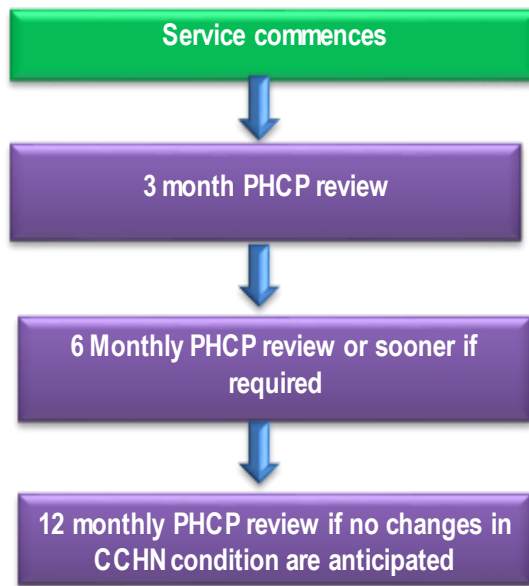 Service commences
3 month PHCP review
6 Monthly PHCP review or sooner if
required
12 monthly PHCP review if no changes in
CCHN condition are anticipated